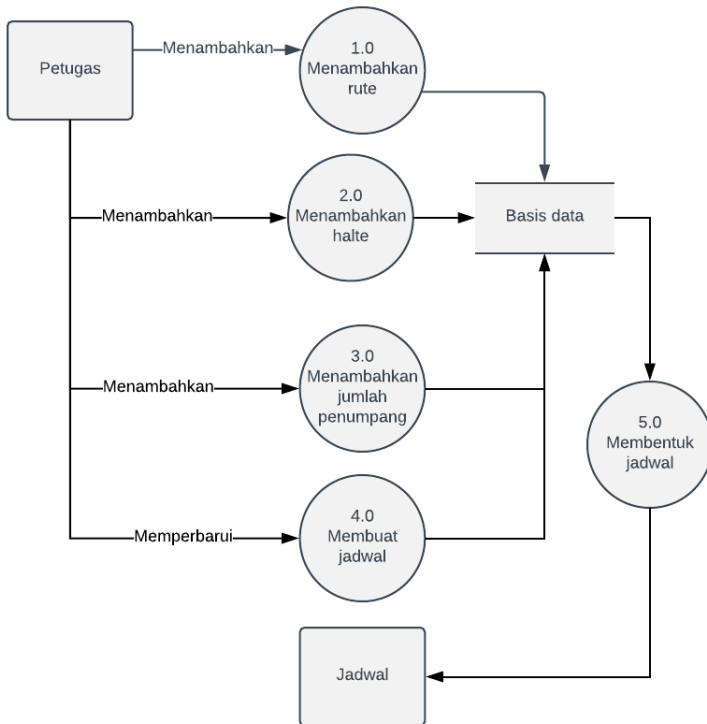 Petugas
Menambahkan
1.0
Menambahkan
rute
Menambahkan
2.0
Menambahkan
halte
Basis data
Menambahkan
3.0
Menambahkan
jumlah
penumpang
5.0
Membentuk
jadwal
Memperbarui
4.0
Membuat
jadwal
Jadwal